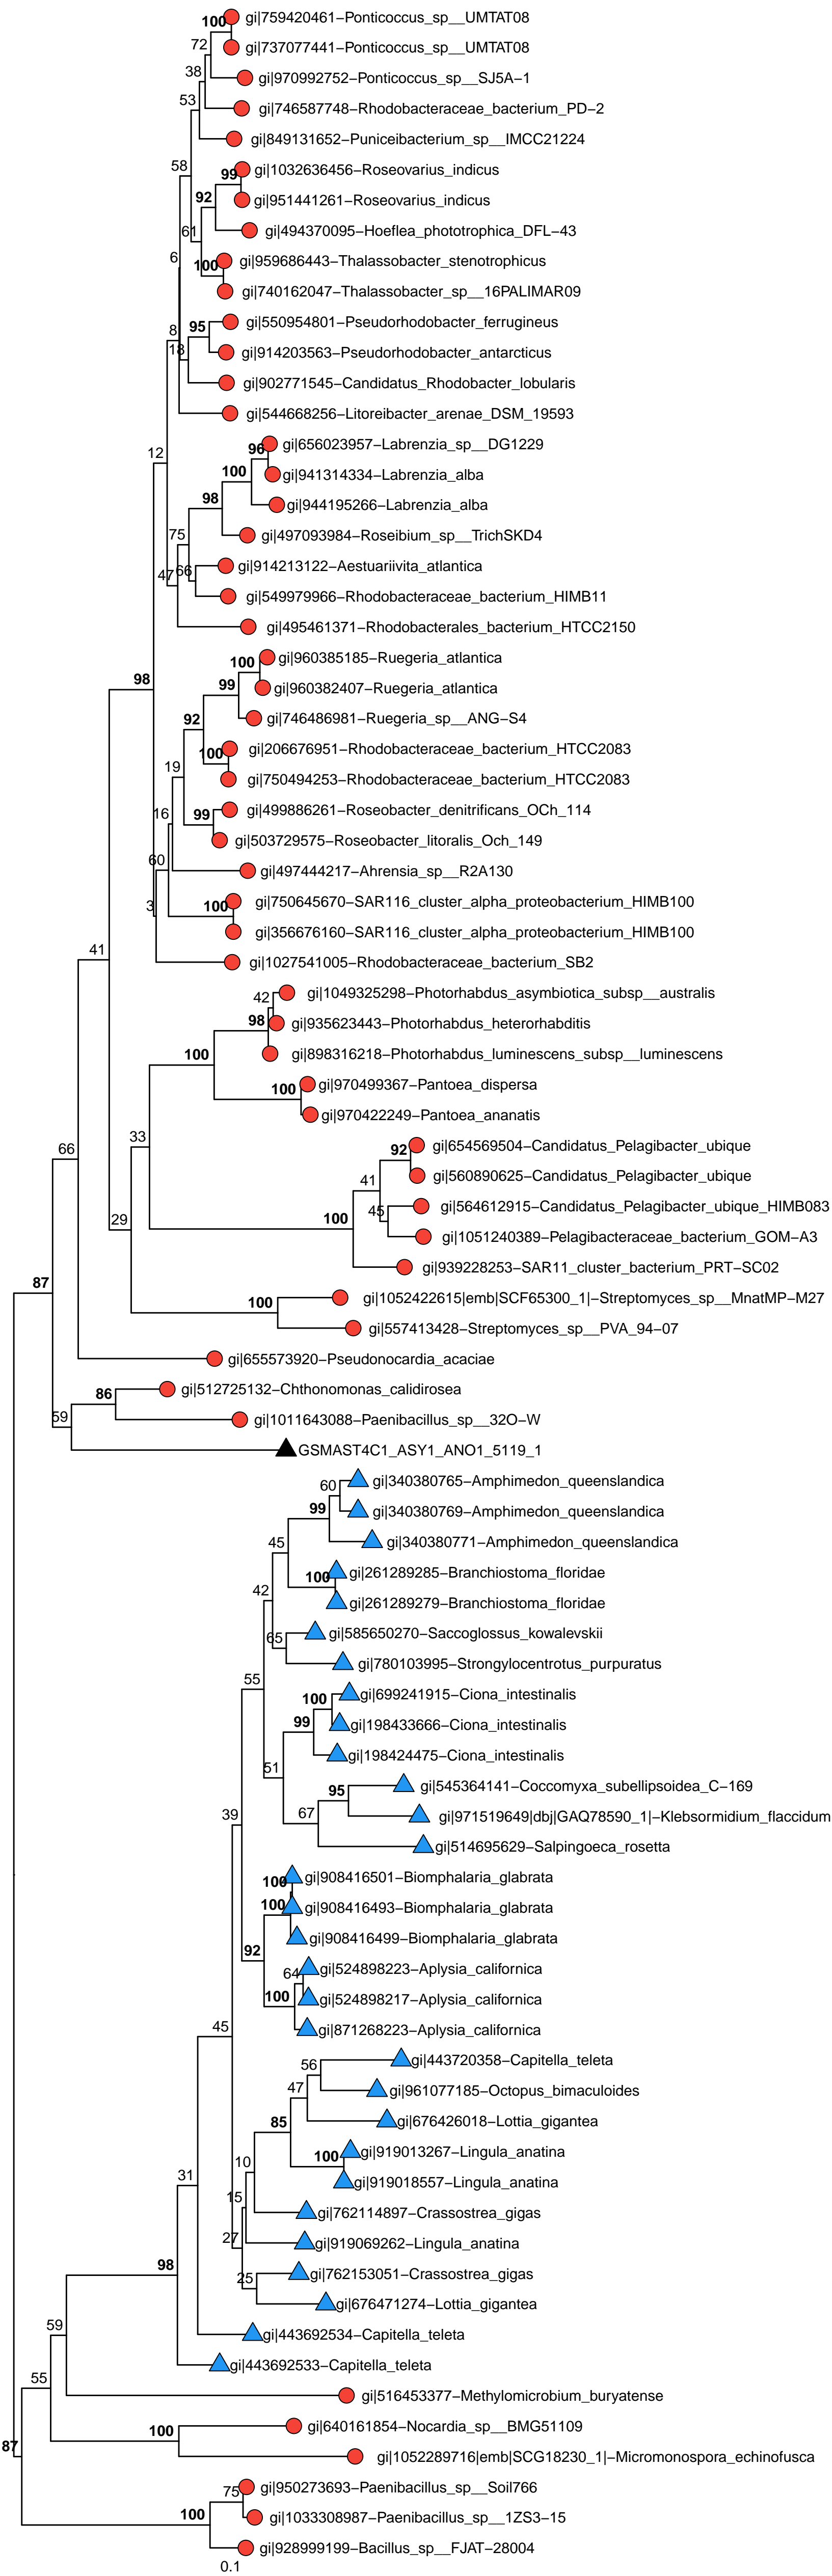 100
gi|759420461–Ponticoccus_sp__UMTAT08
72
gi|737077441–Ponticoccus_sp__UMTAT08
38
gi|970992752–Ponticoccus_sp__SJ5A–1
53
gi|746587748–Rhodobacteraceae_bacterium_PD–2
gi|849131652–Puniceibacterium_sp__IMCC21224
58
99
gi|1032636456–Roseovarius_indicus
92
gi|951441261–Roseovarius_indicus
61
gi|494370095–Hoeflea_phototrophica_DFL–43
6
100
gi|959686443–Thalassobacter_stenotrophicus
gi|740162047–Thalassobacter_sp__16PALIMAR09
8
95
gi|550954801–Pseudorhodobacter_ferrugineus
18
gi|914203563–Pseudorhodobacter_antarcticus
gi|902771545–Candidatus_Rhodobacter_lobularis
gi|544668256–Litoreibacter_arenae_DSM_19593
12
96
gi|656023957–Labrenzia_sp__DG1229
100
gi|941314334–Labrenzia_alba
98
gi|944195266–Labrenzia_alba
75
gi|497093984–Roseibium_sp__TrichSKD4
47
66
gi|914213122–Aestuariivita_atlantica
gi|549979966–Rhodobacteraceae_bacterium_HIMB11
gi|495461371–Rhodobacterales_bacterium_HTCC2150
98
100
gi|960385185–Ruegeria_atlantica
99
gi|960382407–Ruegeria_atlantica
92
gi|746486981–Ruegeria_sp__ANG–S4
100
gi|206676951–Rhodobacteraceae_bacterium_HTCC2083
19
gi|750494253–Rhodobacteraceae_bacterium_HTCC2083
16
99
gi|499886261–Roseobacter_denitrificans_OCh_114
gi|503729575–Roseobacter_litoralis_Och_149
60
gi|497444217–Ahrensia_sp__R2A130
3
100
gi|750645670–SAR116_cluster_alpha_proteobacterium_HIMB100
gi|356676160–SAR116_cluster_alpha_proteobacterium_HIMB100
41
gi|1027541005–Rhodobacteraceae_bacterium_SB2
42
gi|1049325298–Photorhabdus_asymbiotica_subsp__australis
98
gi|935623443–Photorhabdus_heterorhabditis
100
gi|898316218–Photorhabdus_luminescens_subsp__luminescens
100
gi|970499367–Pantoea_dispersa
gi|970422249–Pantoea_ananatis
66
33
92
gi|654569504–Candidatus_Pelagibacter_ubique
41
gi|560890625–Candidatus_Pelagibacter_ubique
29
100
45
gi|564612915–Candidatus_Pelagibacter_ubique_HIMB083
gi|1051240389–Pelagibacteraceae_bacterium_GOM–A3
gi|939228253–SAR11_cluster_bacterium_PRT–SC02
87
100
gi|1052422615|emb|SCF65300_1|–Streptomyces_sp__MnatMP–M27
gi|557413428–Streptomyces_sp__PVA_94–07
gi|655573920–Pseudonocardia_acaciae
86
gi|512725132–Chthonomonas_calidirosea
59
gi|1011643088–Paenibacillus_sp__32O–W
GSMAST4C1_ASY1_ANO1_5119_1
60
gi|340380765–Amphimedon_queenslandica
99
gi|340380769–Amphimedon_queenslandica
45
gi|340380771–Amphimedon_queenslandica
100
gi|261289285–Branchiostoma_floridae
42
gi|261289279–Branchiostoma_floridae
65
gi|585650270–Saccoglossus_kowalevskii
gi|780103995–Strongylocentrotus_purpuratus
55
100
gi|699241915–Ciona_intestinalis
99
gi|198433666–Ciona_intestinalis
51
gi|198424475–Ciona_intestinalis
95
gi|545364141–Coccomyxa_subellipsoidea_C–169
67
gi|971519649|dbj|GAQ78590_1|–Klebsormidium_flaccidum
39
gi|514695629–Salpingoeca_rosetta
100
gi|908416501–Biomphalaria_glabrata
100
gi|908416493–Biomphalaria_glabrata
92
gi|908416499–Biomphalaria_glabrata
64
gi|524898223–Aplysia_californica
100
gi|524898217–Aplysia_californica
45
gi|871268223–Aplysia_californica
56
gi|443720358–Capitella_teleta
47
gi|961077185–Octopus_bimaculoides
85
gi|676426018–Lottia_gigantea
100
gi|919013267–Lingula_anatina
10
gi|919018557–Lingula_anatina
31
15
gi|762114897–Crassostrea_gigas
27
gi|919069262–Lingula_anatina
98
25
gi|762153051–Crassostrea_gigas
gi|676471274–Lottia_gigantea
59
gi|443692534–Capitella_teleta
gi|443692533–Capitella_teleta
55
gi|516453377–Methylomicrobium_buryatense
100
gi|640161854–Nocardia_sp__BMG51109
87
gi|1052289716|emb|SCG18230_1|–Micromonospora_echinofusca
75
gi|950273693–Paenibacillus_sp__Soil766
100
gi|1033308987–Paenibacillus_sp__1ZS3–15
gi|928999199–Bacillus_sp__FJAT–28004
0.1